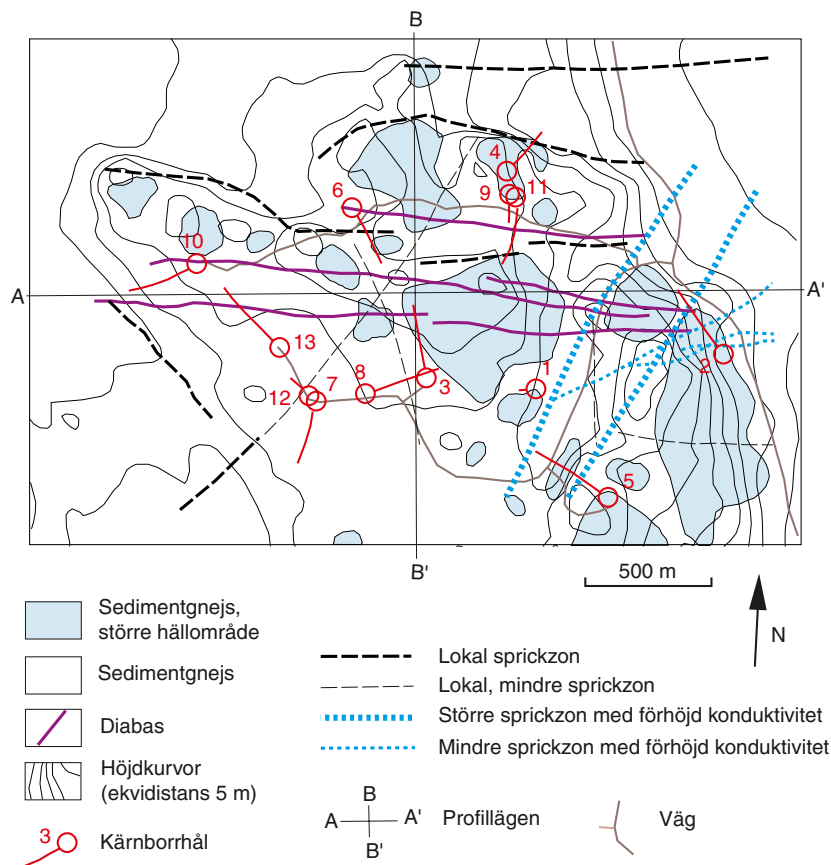 B
4
9
11
6
10
A
A'
13
1
2
12
7
8
3
5
B'
500 m
N
Sedimentgnejs,
större hällområde
Sedimentgnejs
Diabas
Höjdkurvor
(ekvidistans 5 m)
3
Kärnborrhål
Lokal sprickzon
Lokal, mindre sprickzon
Större sprickzon med förhöjd konduktivitet
Mindre sprickzon med förhöjd konduktivitet
B
A
A'
B'
Profillägen
Väg